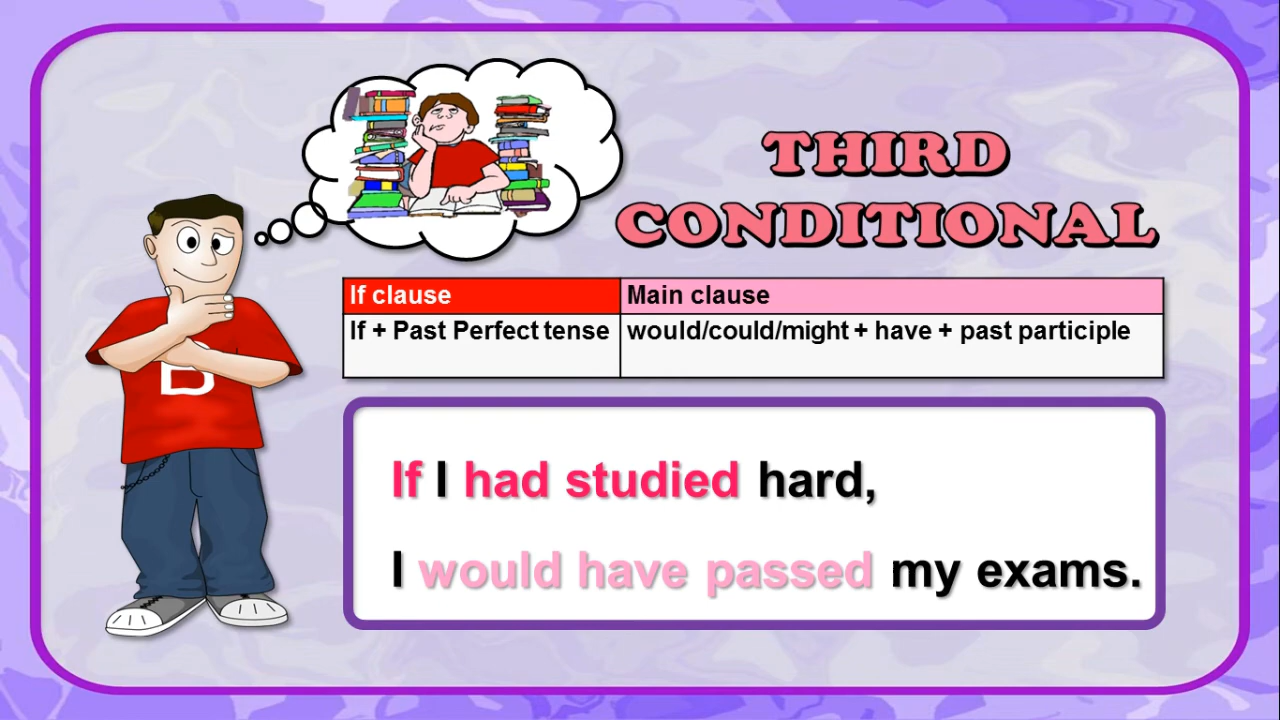 THIRD
CONDITIONAL
If clause
Main clause
If + Past Perfect tense
would/could/might + have + past participle
B
If I had studied hard,
I would have passed my exams.